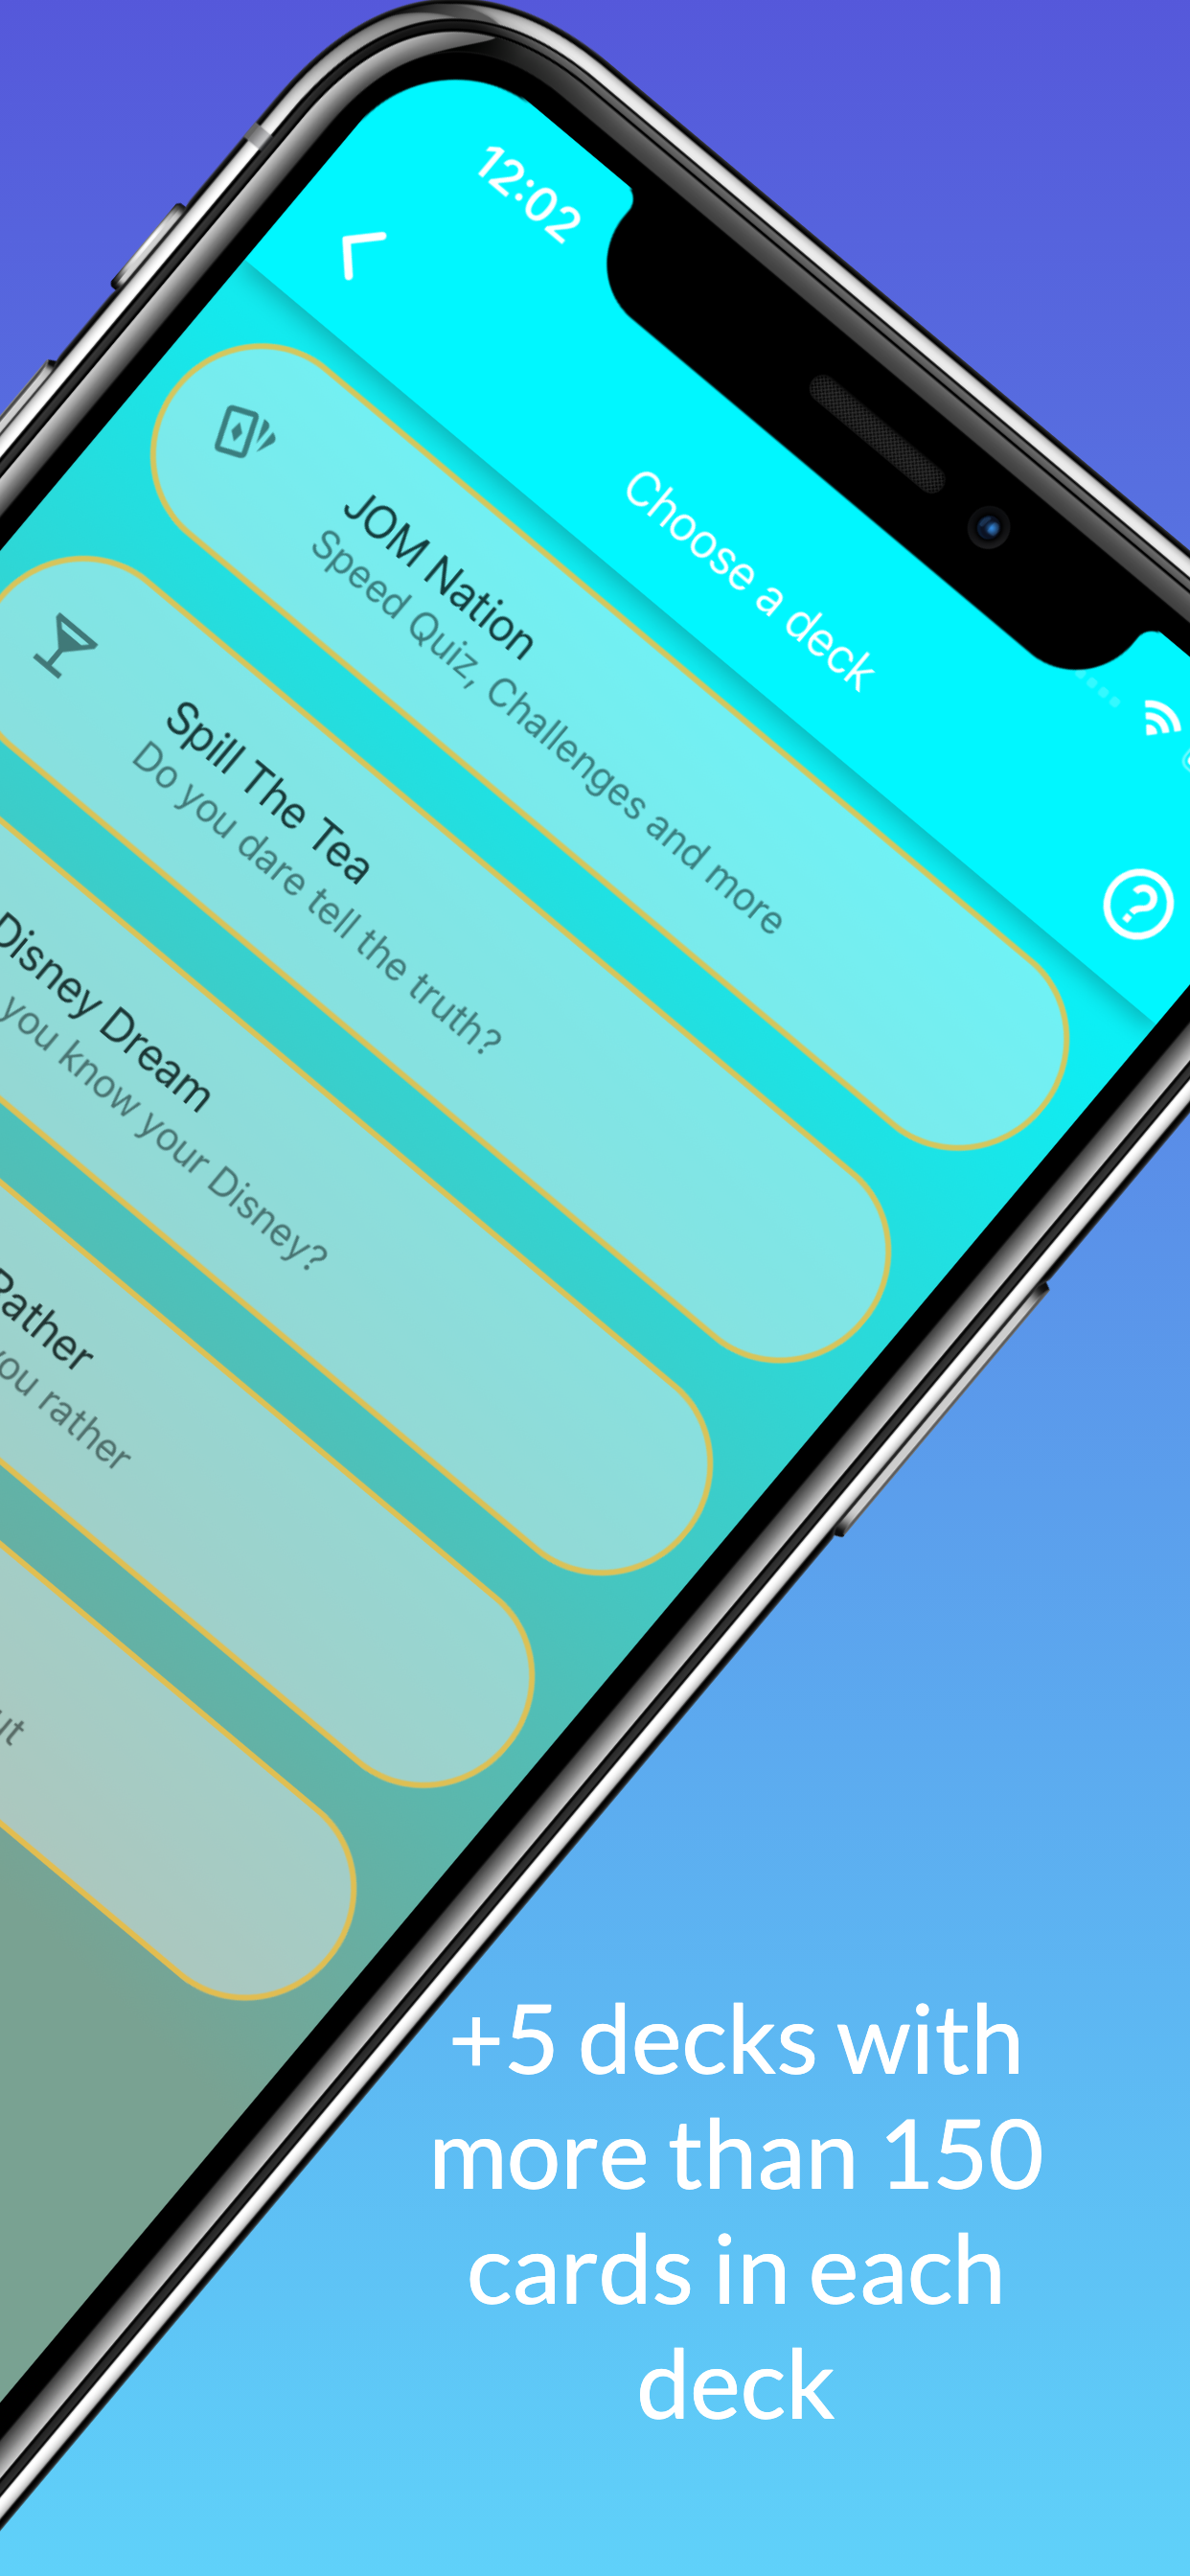 12:02
Choose a deck
JOM Nation
Speed Quiz, Challenges and more
Spill The Tea
Do you dare tell the truth?
Disney Dream
you know your Disney?
Rather
you rather
+5 decks with
more than 150
cards in each
deck